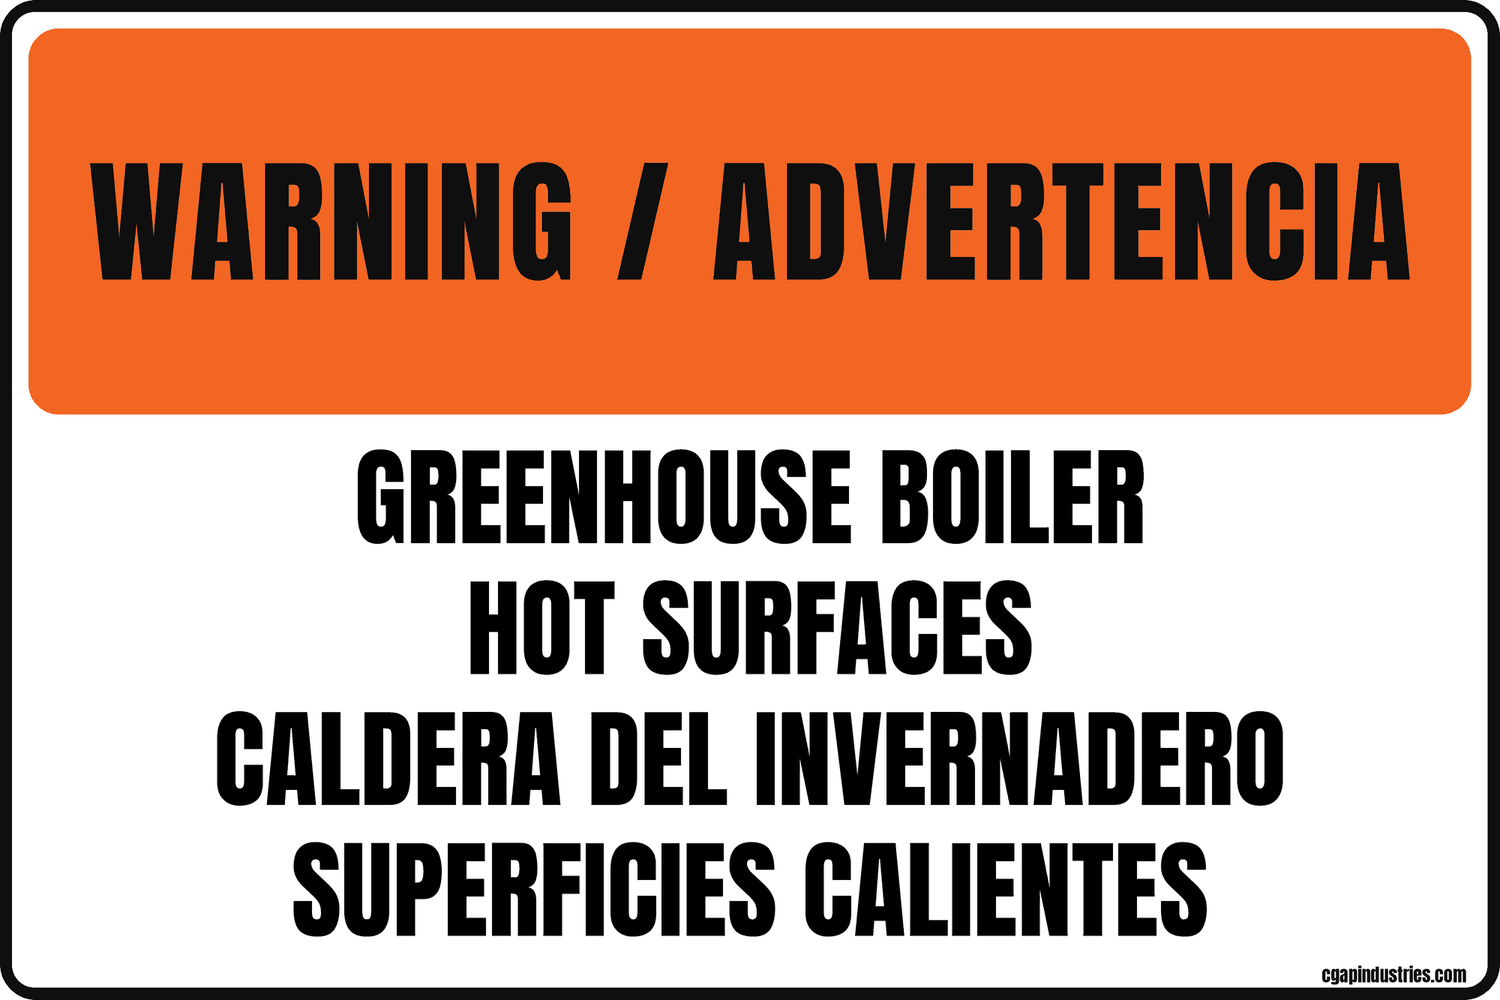 WARNING / ADVERTENCIA
GREENHOUSE BOILER
HOT SURFACES
CALDERA DEL INVERNADERO
SUPERFICIES CALIENTES
cgapindustries.com